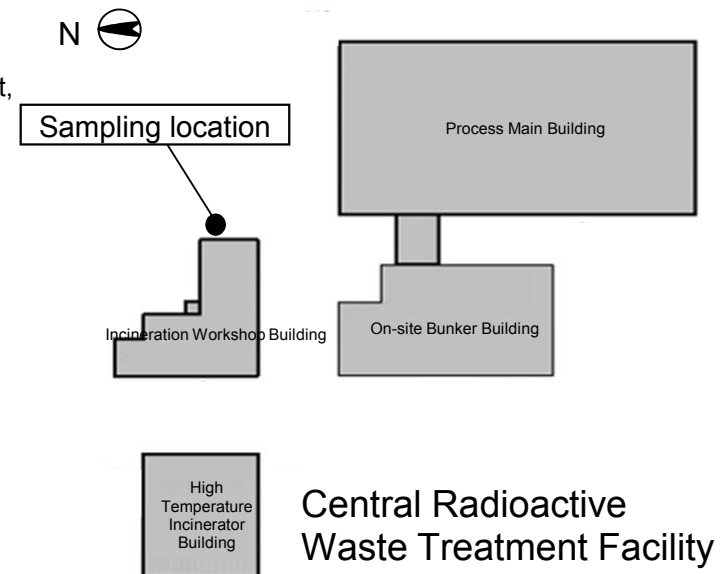 N
t,
Sampling location
Process Main Building
Incineration Workshop Building
On-site Bunker Building
High
Temperature
Incinerator
Building
Central Radioactive
Waste Treatment Facility